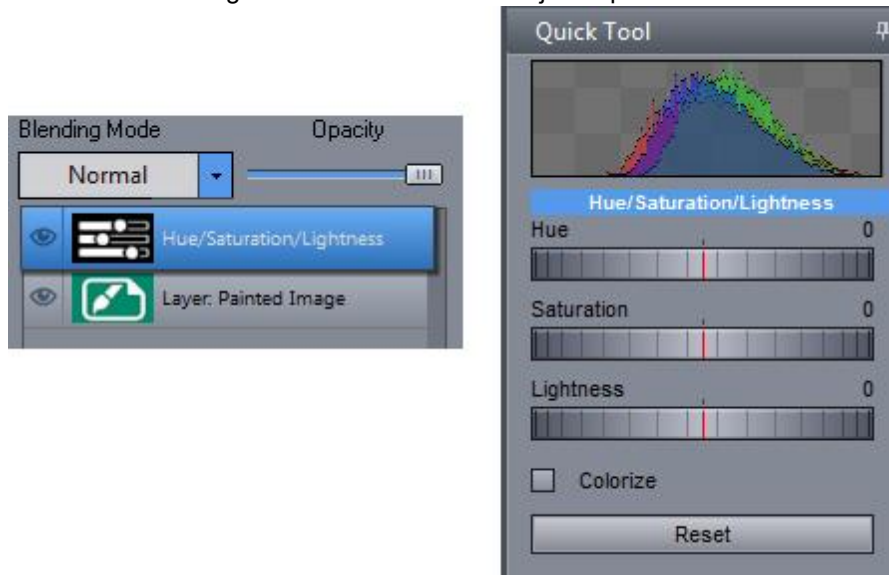 Quick Tool
Blending Mode Opacity
Normal
Hue/Saturation/Lightness
Layer: Painted Image
Hue/Saturation/Lightness
Hue 0
Saturation 0
Lightness 0
Colorize
Reset